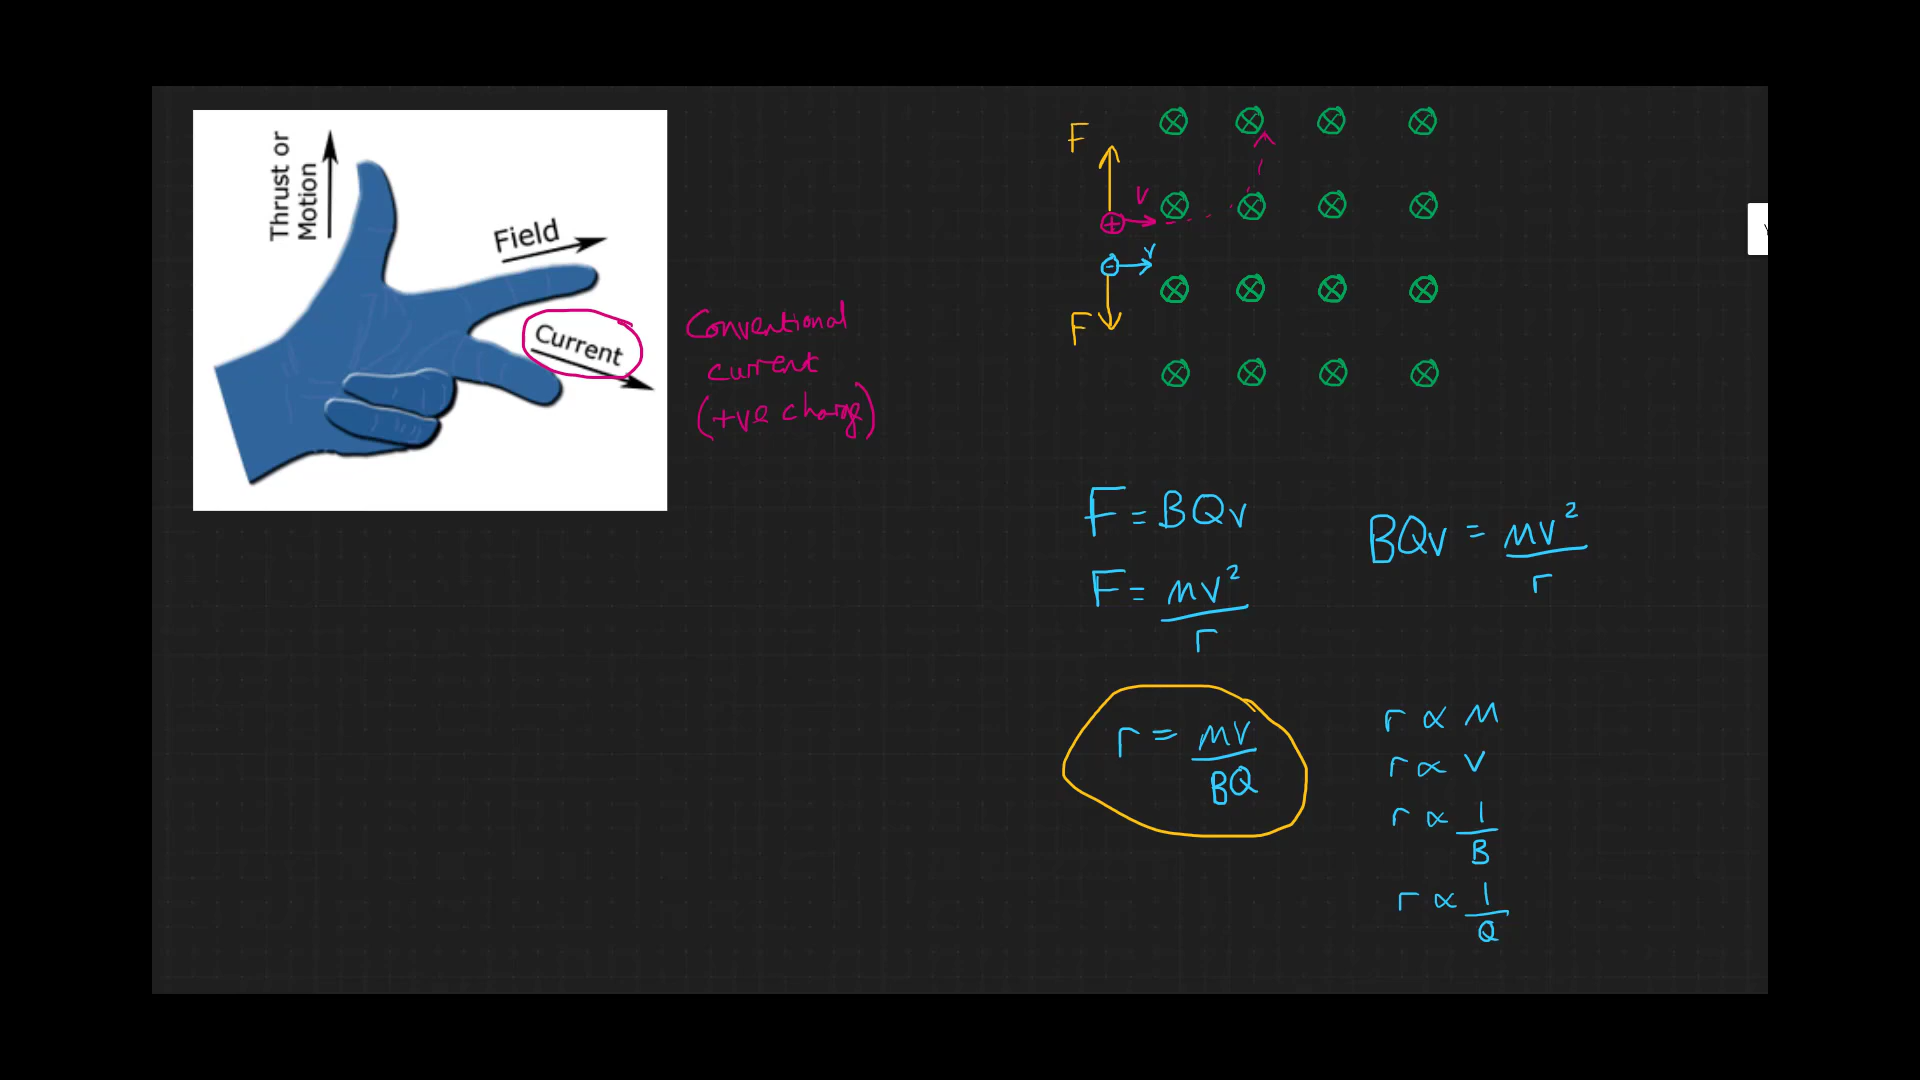 Thrust or
Motion
Field
Current
Conventional
current
(+ve charge)
F
V
+
-
v
F
F = BQv
F = mv²/r
BQv = mv²/r
r = mv/BQ
r ∝ m
r ∝ v
r ∝ 1/B
r ∝ 1/Q